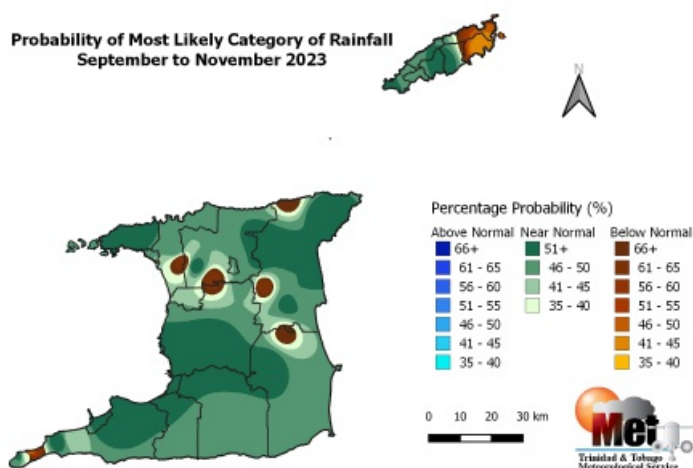 Probability of Most Likely Category of Rainfall
September to November 2023
N
Percentage Probability (%)
Above Normal Near Normal Below Normal
66+ 51+ 66+
61 - 65 46 - 50 61 - 65
56 - 60 41 - 45 56 - 60
51 - 55 35 - 40 51 - 55
46 - 50 46 - 50
41 - 45 41 - 45
35 - 40 35 - 40
0 10 20 30 km
Met
Trinidad & Tobago
Meteorological Service